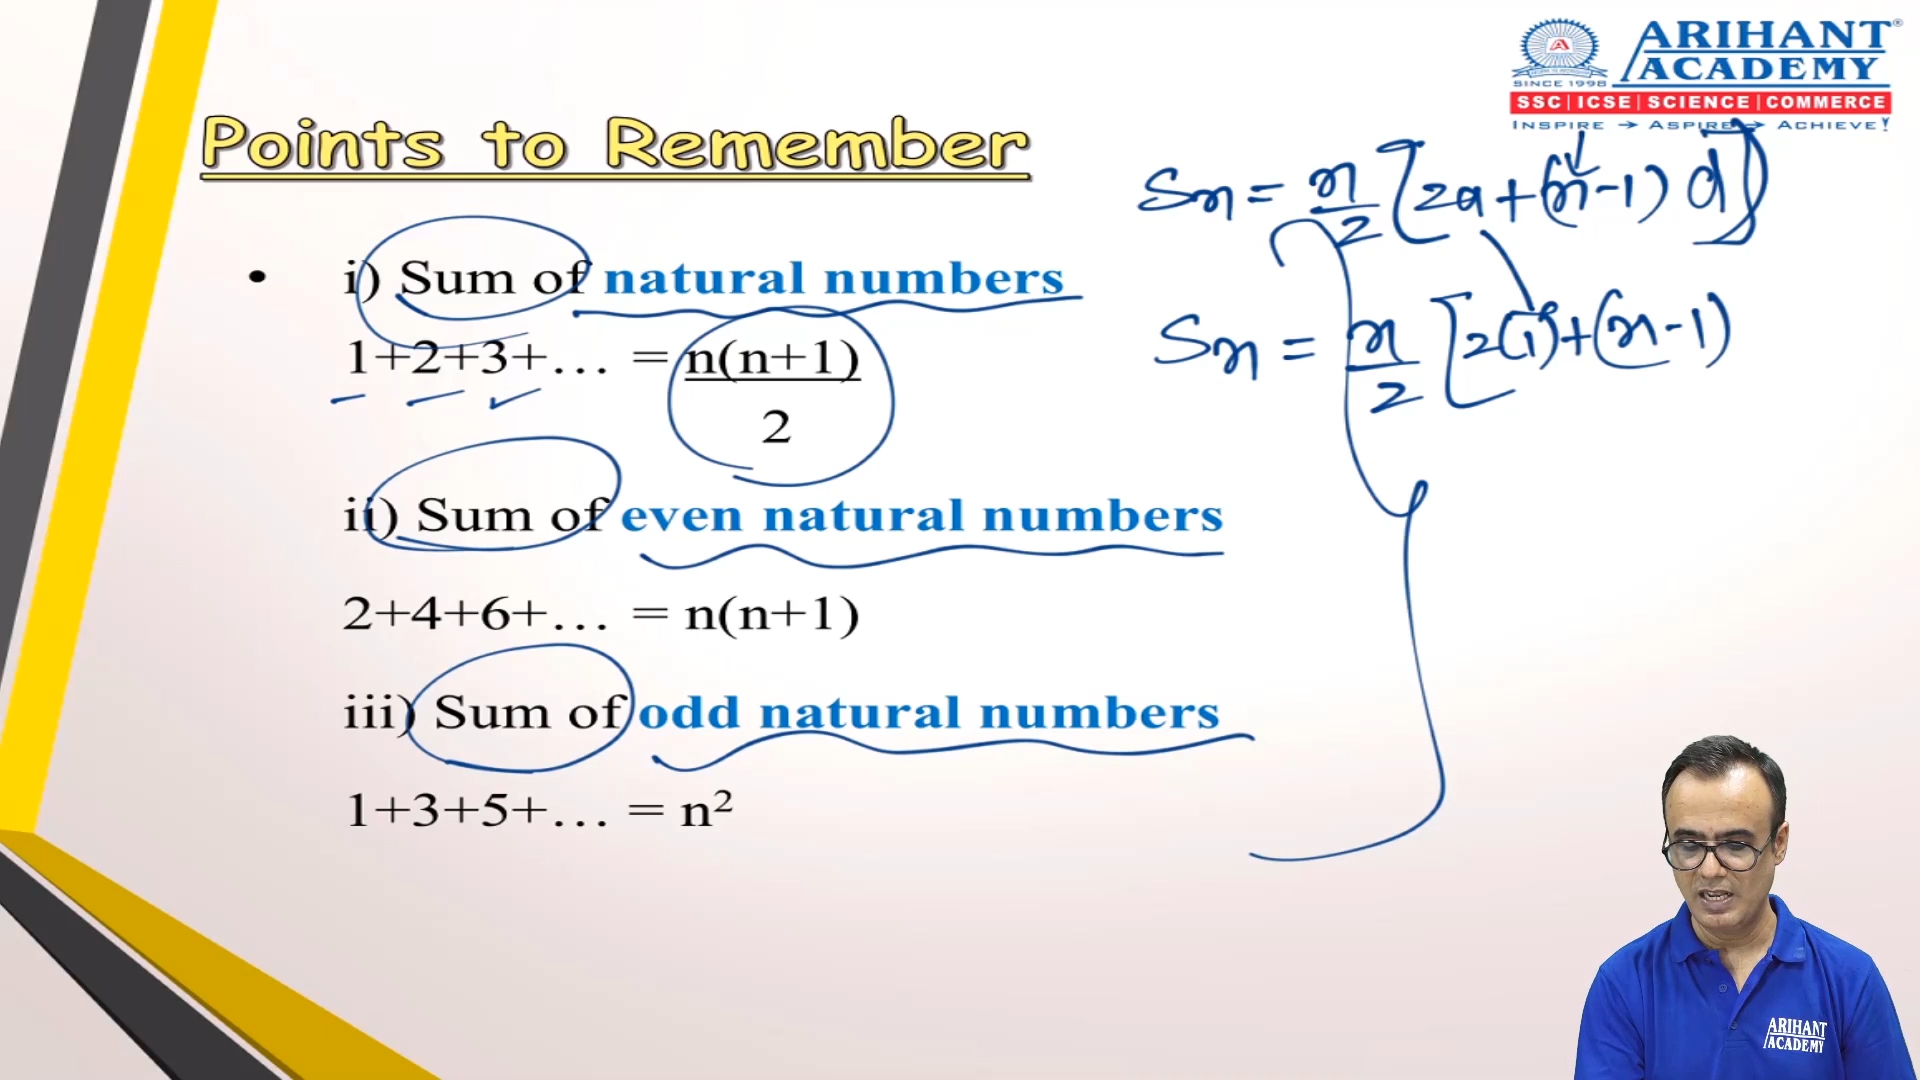 ARIHANT®
ACADEMY
SINCE 1998
SSC | ICSE | SCIENCE | COMMERCE
INSPIRE → ASPIRE → ACHIEVE!
Points to Remember
Sn = n/2 [2a+(n-1) d]
• i) Sum of natural numbers
1+2+3+… = n(n+1)
2
Sn = n/2 [2(1)+(n-1)
ii) Sum of even natural numbers
2+4+6+… = n(n+1)
iii) Sum of odd natural numbers
1+3+5+… = n²
ARIHANT
ACADEMY